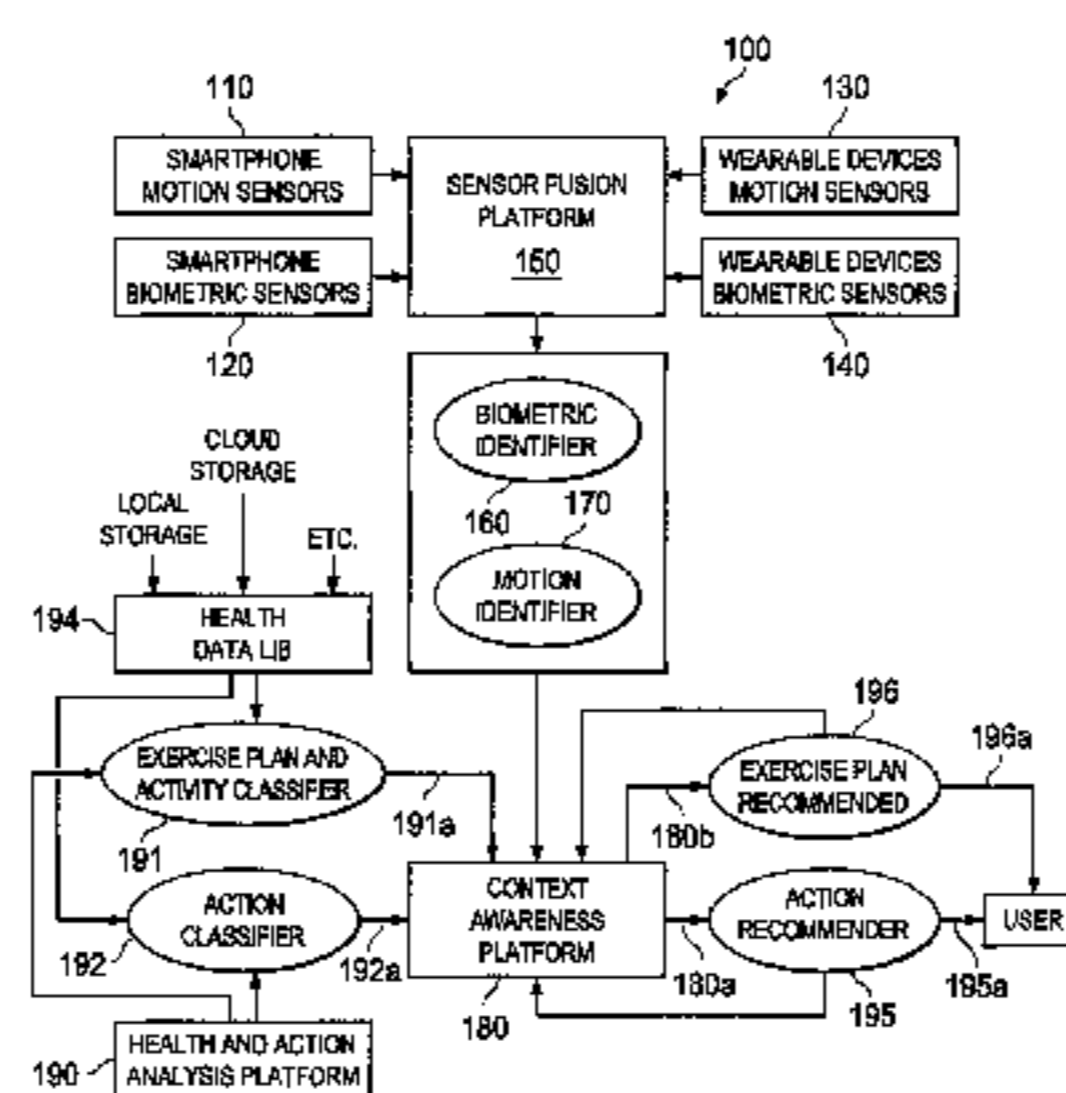 100
110
130
SMARTPHONE
MOTION SENSORS
SENSOR FUSION
PLATFORM
150
WEARABLE DEVICES
MOTION SENSORS
SMARTPHONE
BIOMETRIC SENSORS
WEARABLE DEVICES
BIOMETRIC SENSORS
120
140
BIOMETRIC
IDENTIFIER
160
170
MOTION
IDENTIFIER
CLOUD
STORAGE
LOCAL
STORAGE
ETC.
194
HEALTH
DATA LIB
EXERCISE PLAN AND
ACTIVITY CLASSIFIER
191
191a
196
EXERCISE PLAN
RECOMMENDED
196a
180b
ACTION
CLASSIFIER
192
192a
CONTEXT
AWARENESS
PLATFORM
180
180a
ACTION
RECOMMENDER
195
195a
USER
190
HEALTH AND ACTION
ANALYSIS PLATFORM